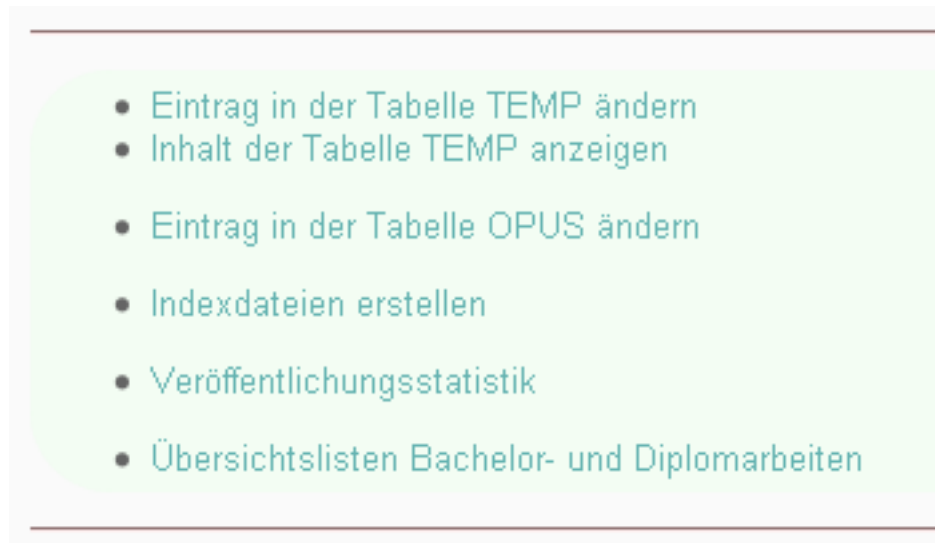 Eintrag in der Tabelle TEMP ändern
Inhalt der Tabelle TEMP anzeigen
Eintrag in der Tabelle OPUS ändern
Indexdateien erstellen
Veröffentlichungsstatistik
Übersichtslisten Bachelor- und Diplomarbeiten